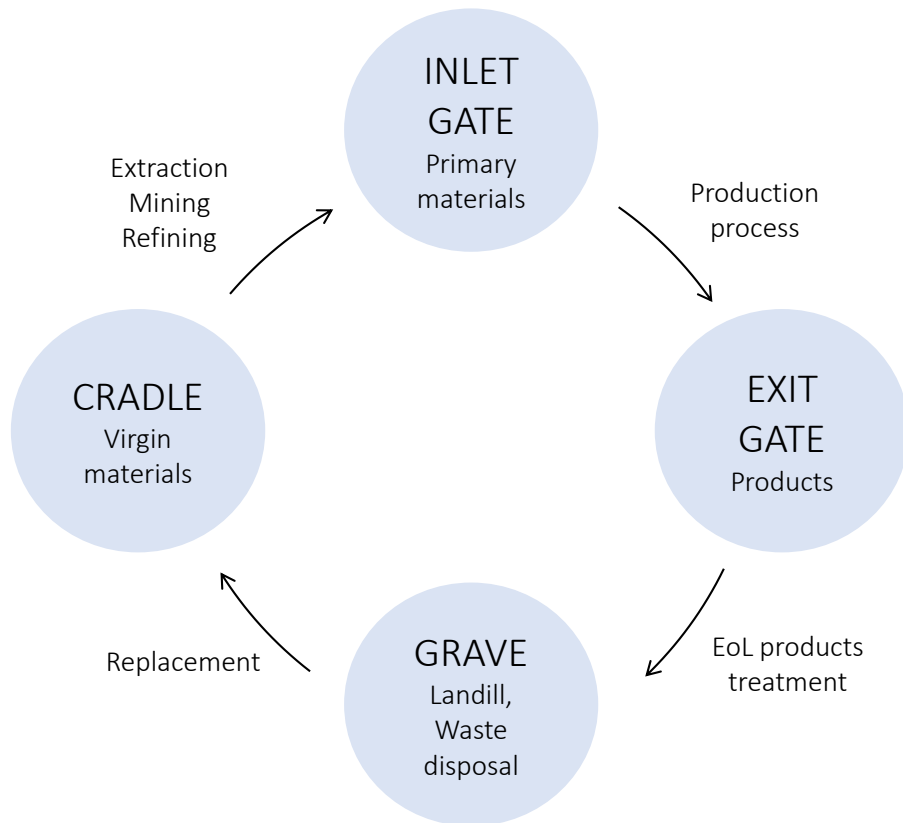 INLET
GATE
Primary
materials
Extraction
Mining
Refining
Production
process
CRADLE
Virgin
materials
EXIT
GATE
Products
Replacement
GRAVE
Landill,
Waste
disposal
EoL products
treatment